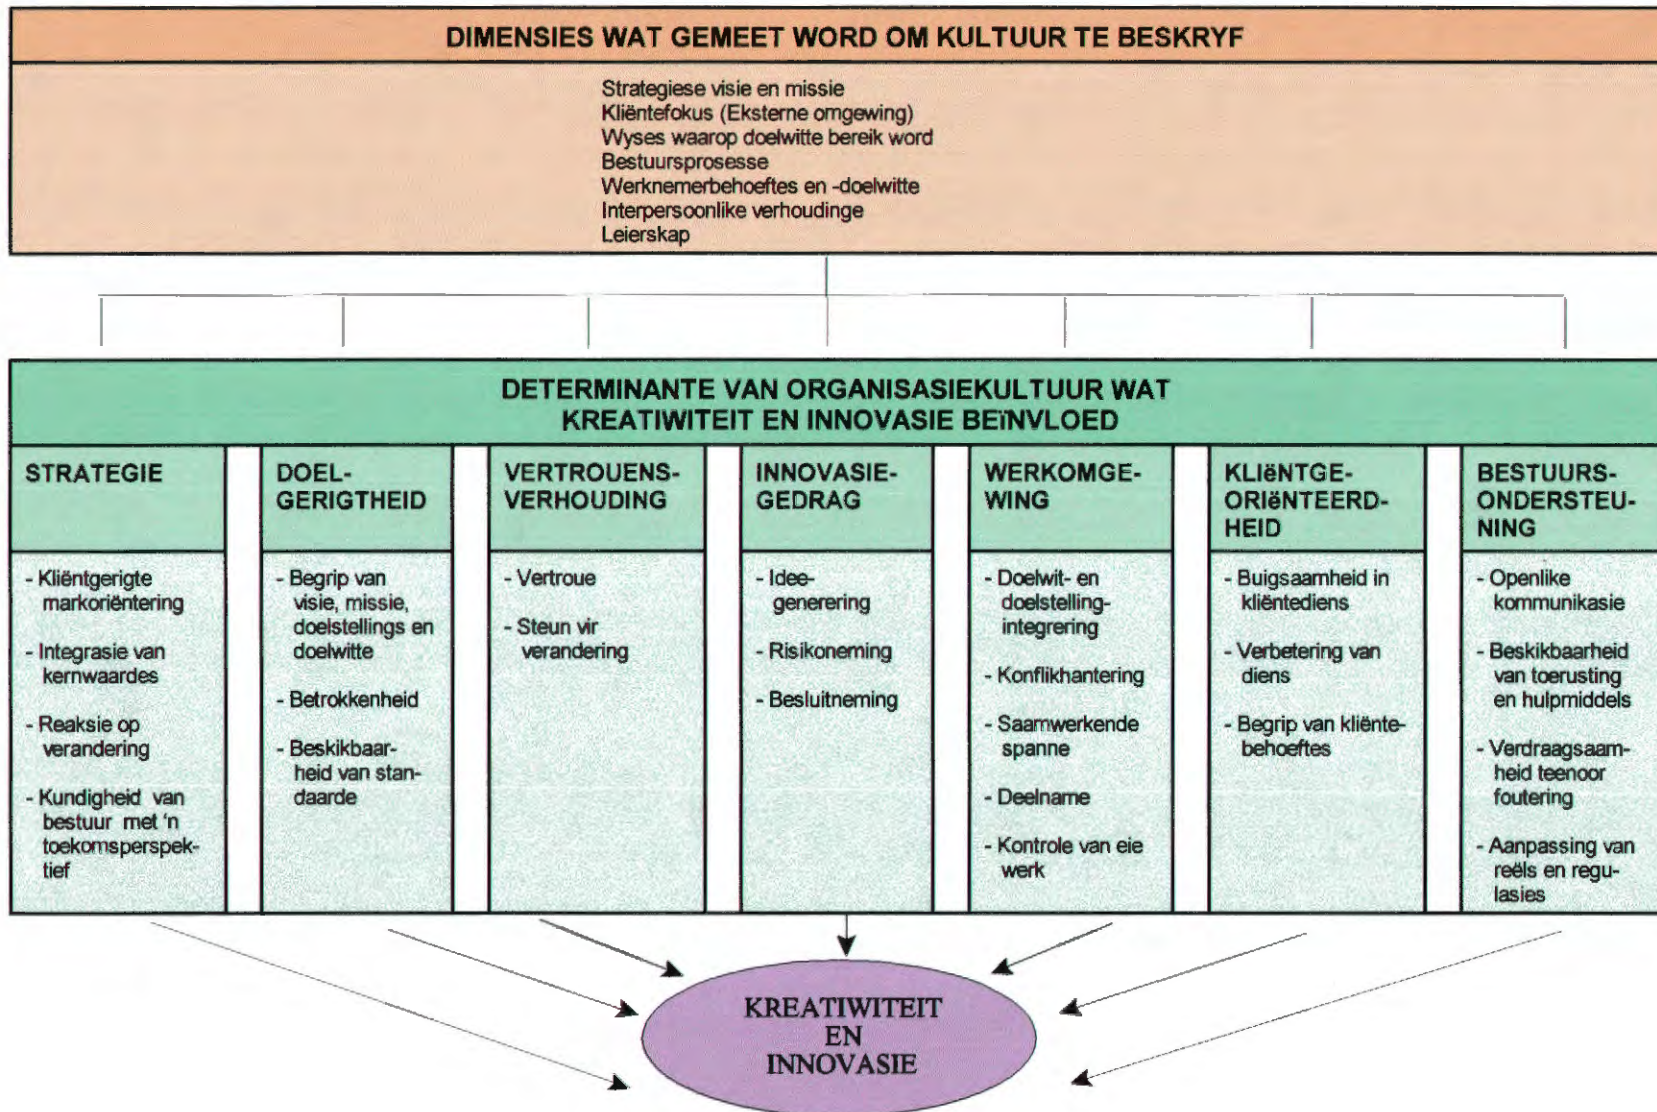 DIMENSIES WAT GEMEET WORD OM KULTUUR TE BESKRYF
Strategiese visie en missie
Kliëntefokus (Eksterne omgewing)
Wyses waarop doelwitte bereik word
Bestuursprosesse
Werknemerbehoeftes en -doelwitte
Interpersoonlike verhoudinge
Leierskap
DETERMINANTE VAN ORGANISASIEKULTUUR WAT
KREATIWITEIT EN INNOVASIE BEïNVLOED
STRATEGIE
- Kliëntgerigte
markoriëntering
- Integrasie van
kernwaardes
- Reaksie op
verandering
- Kundigheid van
bestuur met 'n
toekomsperspek-
tief
DOEL-
GERIGTHEID
- Begrip van
visie, missie,
doelstellings en
doelwitte
- Betrokkenheid
- Beskikbaar-
heid van stan-
daarde
VERTROUENS-
VERHOUDING
- Vertroue
- Steun vir
verandering
INNOVASIE-
GEDRAG
- Idee-
generering
- Risikoneming
- Besluitneming
WERKOMGE-
WING
- Doelwit- en
doelstelling-
integrering
- Konflikhantering
- Saamwerkende
spanne
- Deelname
- Kontrole van eie
werk
KLIëNTGE-
ORIëNTEERD-
HEID
- Buigsaamheid in
kliëntediens
- Verbetering van
diens
- Begrip van kliënte-
behoeftes
BESTUURS-
ONDERSTEU-
NING
- Openlike
kommunikasie
- Beskikbaarheid
van toerusting
en hulpmiddels
- Verdraagsaam-
heid teenoor
foutering
- Aanpassing van
reëls en regu-
lasies
KREATIWITEIT
EN
INNOVASIE